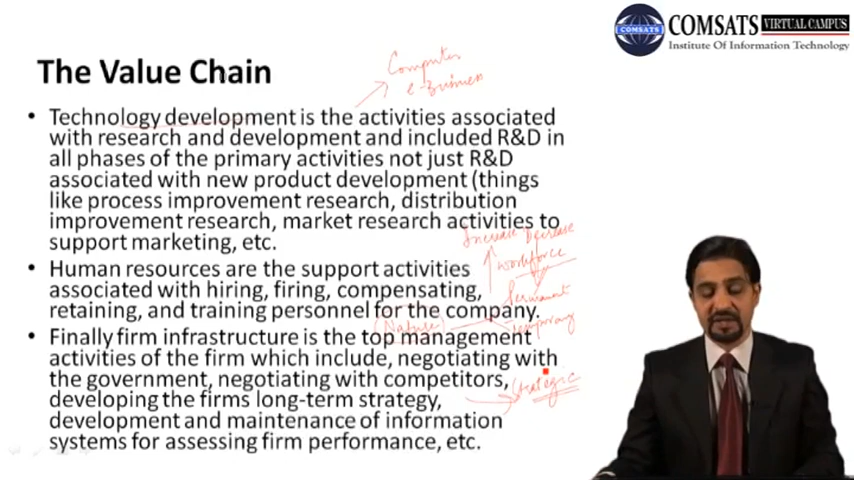 COMSATS VIRTUAL CAMPUS
COMSATS
Institute Of Information Technology
The Value Chain
Computer
e-Business
• Technology development is the activities associated
with research and development and included R&D in
all phases of the primary activities not just R&D
associated with new product development (things
like process improvement research, distribution
improvement research, market research activities to
support marketing, etc.
Increase Decrease
workforce
• Human resources are the support activities
associated with hiring, firing, compensating,
retaining, and training personnel for the company.
Permanent
Nature
Temporary
• Finally firm infrastructure is the top management
activities of the firm which include, negotiating with
the government, negotiating with competitors,
developing the firms long-term strategy,
development and maintenance of information
systems for assessing firm performance, etc.
Strategic